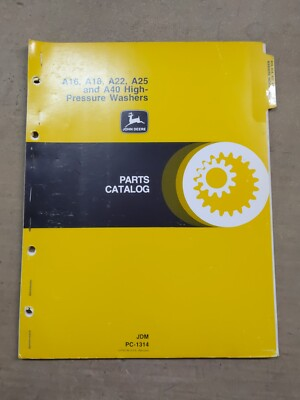 A16, A18, A22, A25
and A40 High-
Pressure Washers
JOHN DEERE
PARTS
CATALOG
JDM
PC-1314